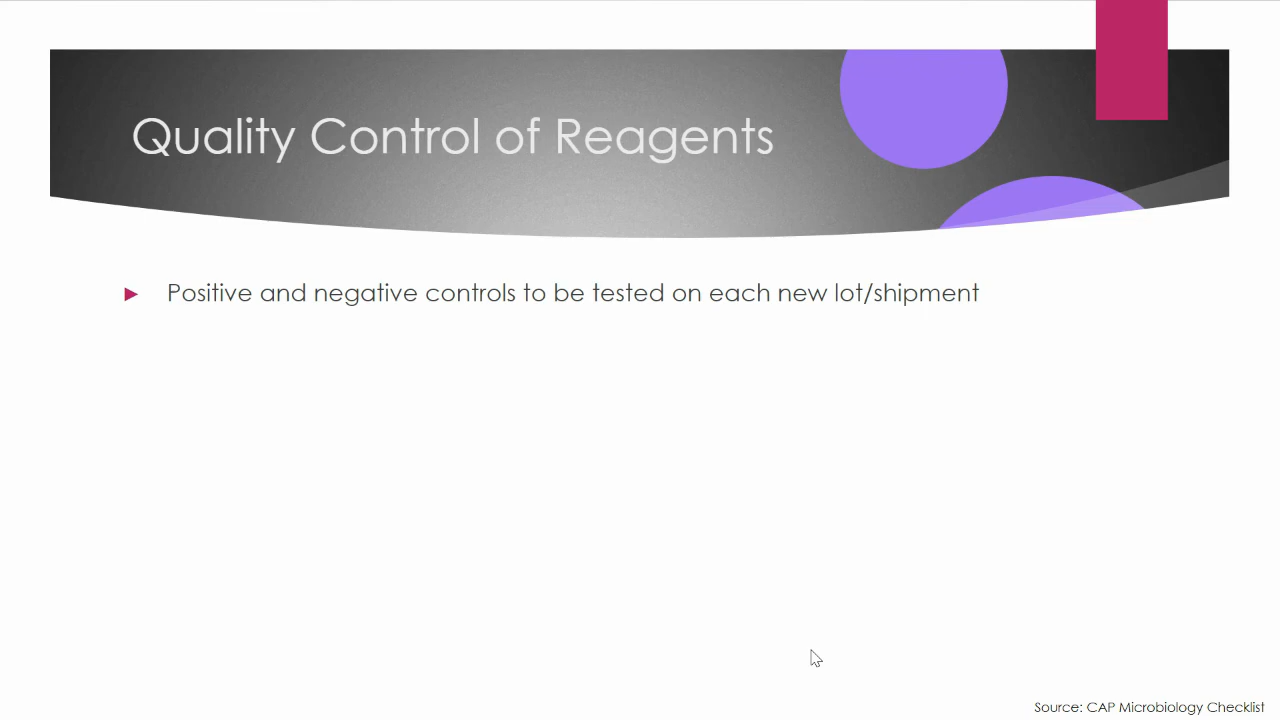 Quality Control of Reagents
Positive and negative controls to be tested on each new lot/shipment
Source: CAP Microbiology Checklist